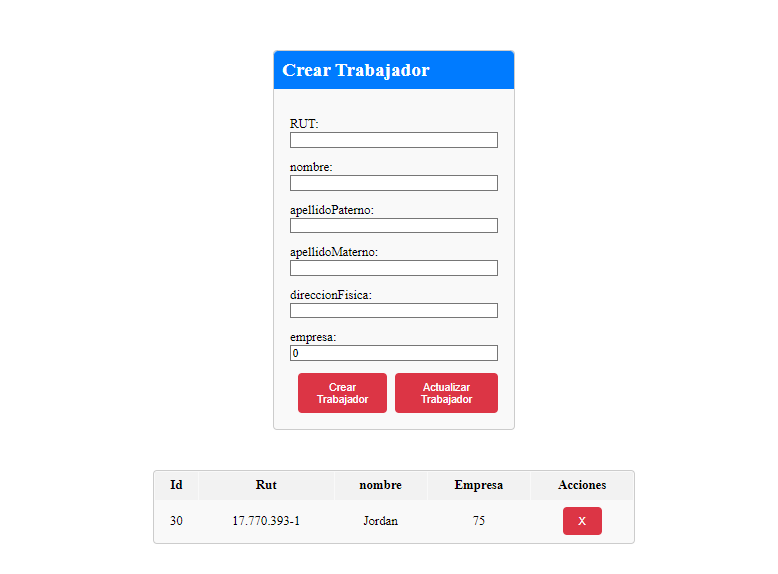 Crear Trabajador
RUT:
nombre:
apellidoPaterno:
apellidoMaterno:
direccionFisica:
empresa:
0
Crear
Trabajador
Actualizar
Trabajador
Id Rut nombre Empresa Acciones
30 17.770.393-1 Jordan 75 X